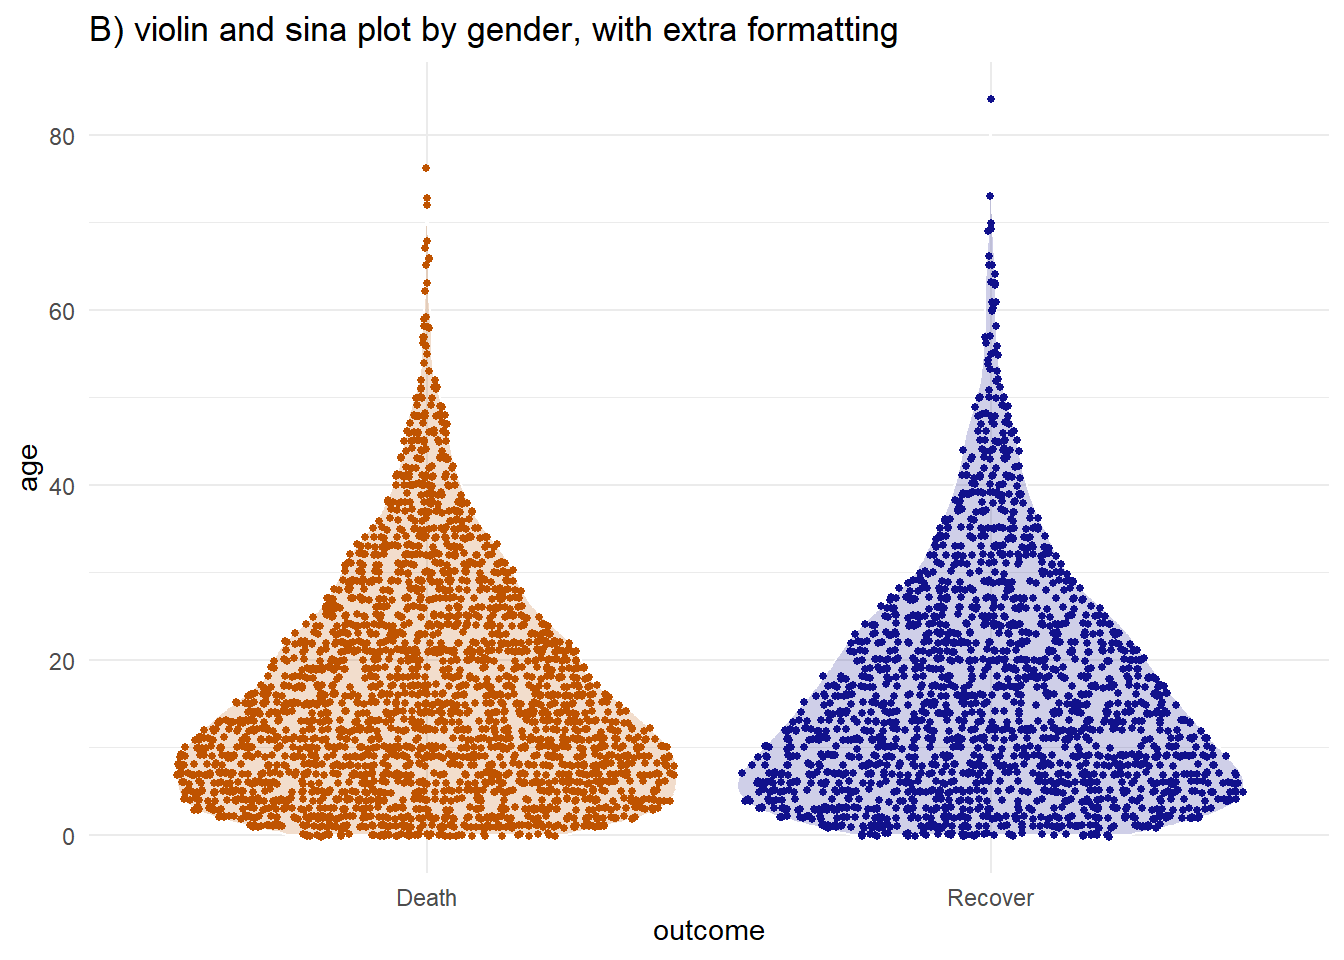 B) violin and sina plot by gender, with extra formatting
80
60
40
20
0
age
Death
Recover
outcome